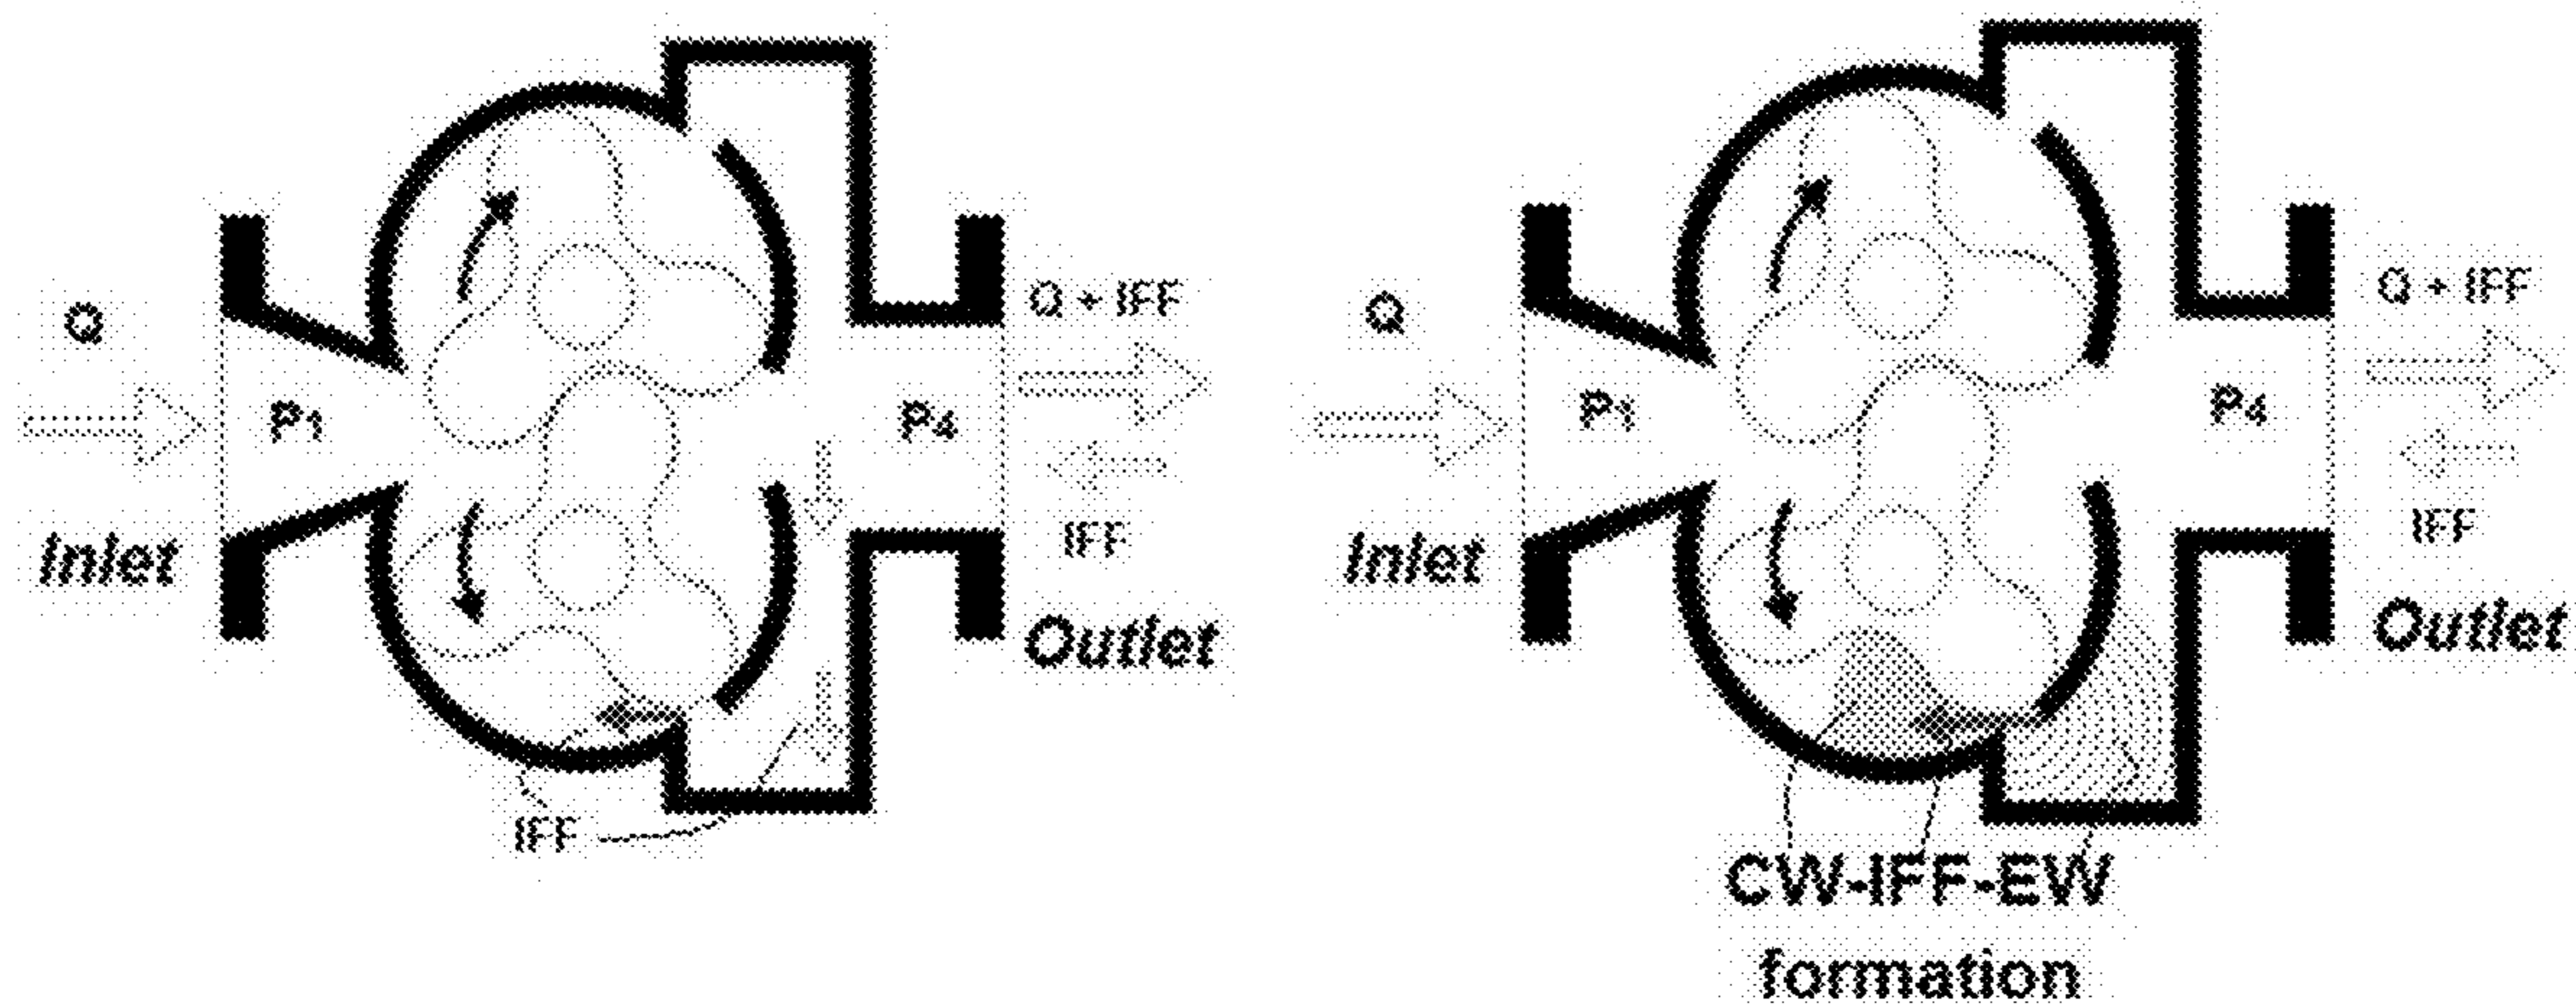 Q
P1
P4
Q + IFF
IFF
Inlet
Outlet
IFF
Q
P1
P4
Q + IFF
IFF
Inlet
Outlet
CW-IFF-EW
formation